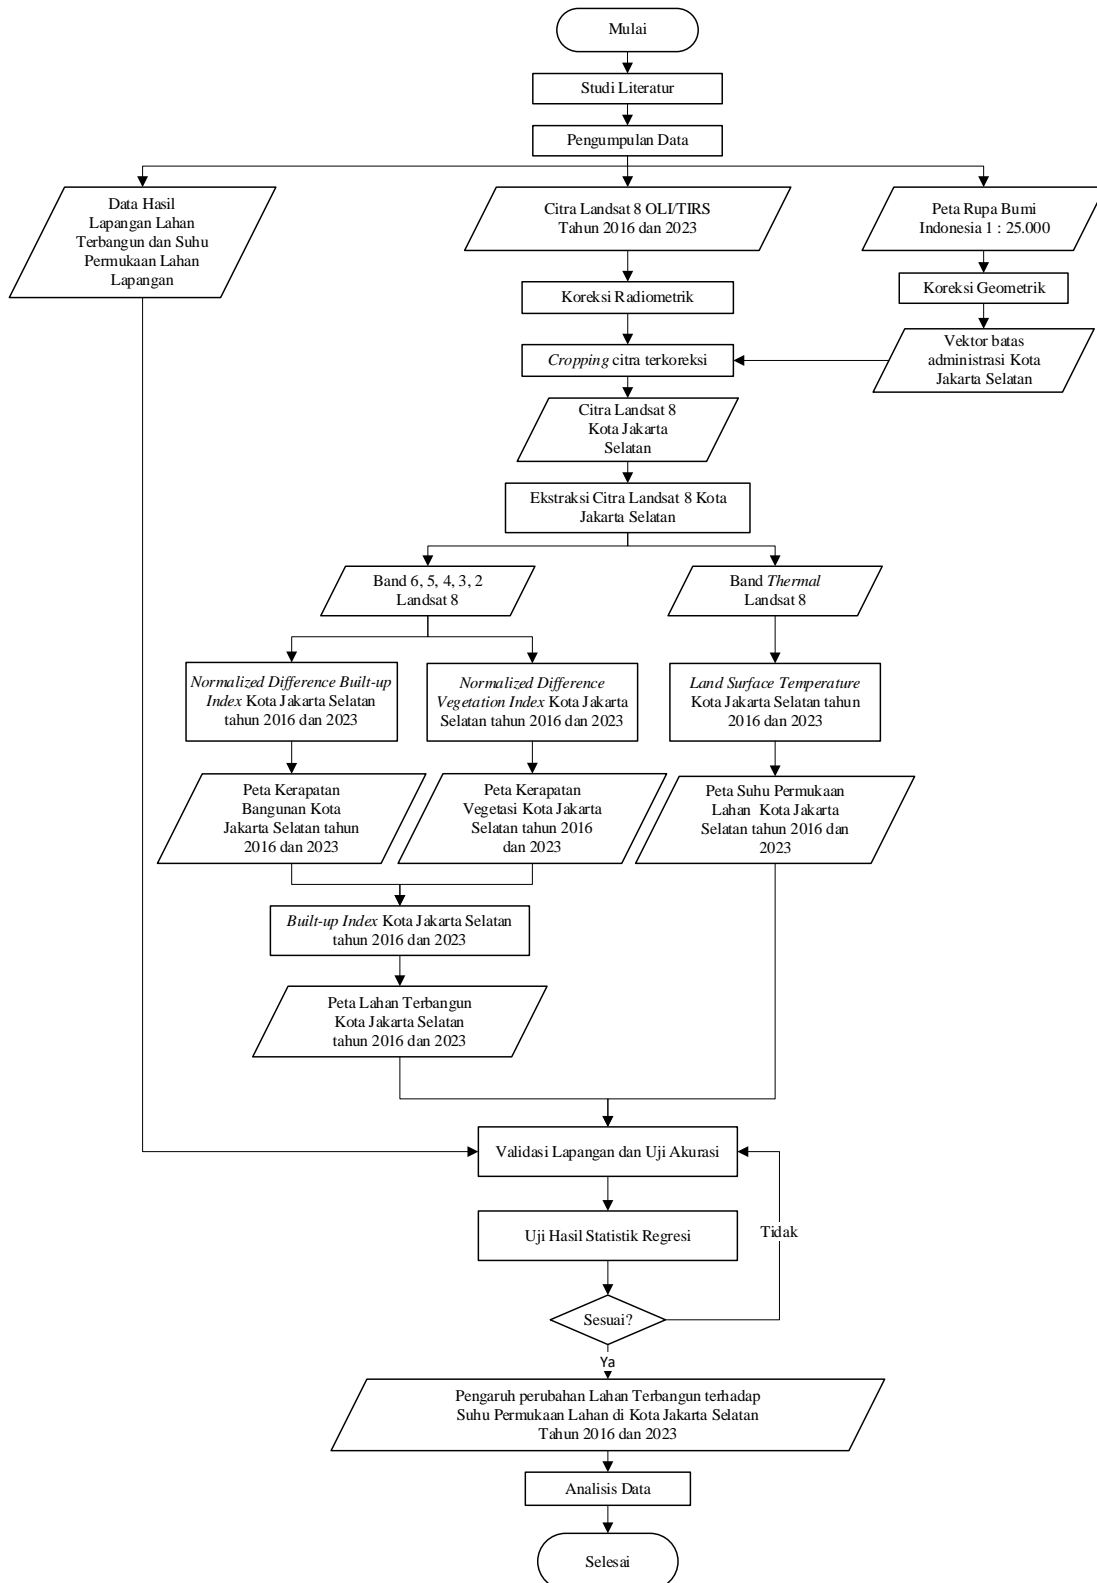 Mulai
Studi Literatur
Pengumpulan Data
Data Hasil
Lapangan Lahan
Terbangun dan Suhu
Permukaan Lahan
Lapangan
Citra Landsat 8 OLI/TIRS
Tahun 2016 dan 2023
Peta Rupa Bumi
Indonesia 1 : 25.000
Koreksi Radiometrik
Koreksi Geometrik
Cropping citra terkoreksi
Vektor batas
administrasi Kota
Jakarta Selatan
Citra Landsat 8
Kota Jakarta
Selatan
Ekstraksi Citra Landsat 8 Kota
Jakarta Selatan
Band 6, 5, 4, 3, 2
Landsat 8
Band Thermal
Landsat 8
Normalized Difference Built-up
Index Kota Jakarta Selatan
tahun 2016 dan 2023
Normalized Difference
Vegetation Index Kota Jakarta
Selatan tahun 2016 dan 2023
Land Surface Temperature
Kota Jakarta Selatan tahun
2016 dan 2023
Peta Kerapatan
Bangunan Kota
Jakarta Selatan tahun
2016 dan 2023
Peta Kerapatan
Vegetasi Kota Jakarta
Selatan tahun 2016
dan 2023
Peta Suhu Permukaan
Lahan Kota Jakarta
Selatan tahun 2016 dan
2023
Built-up Index Kota Jakarta Selatan
tahun 2016 dan 2023
Peta Lahan Terbangun
Kota Jakarta Selatan
tahun 2016 dan 2023
Validasi Lapangan dan Uji Akurasi
Uji Hasil Statistik Regresi
Tidak
Sesuai?
Ya
Pengaruh perubahan Lahan Terbangun terhadap
Suhu Permukaan Lahan di Kota Jakarta Selatan
Tahun 2016 dan 2023
Analisis Data
Selesai